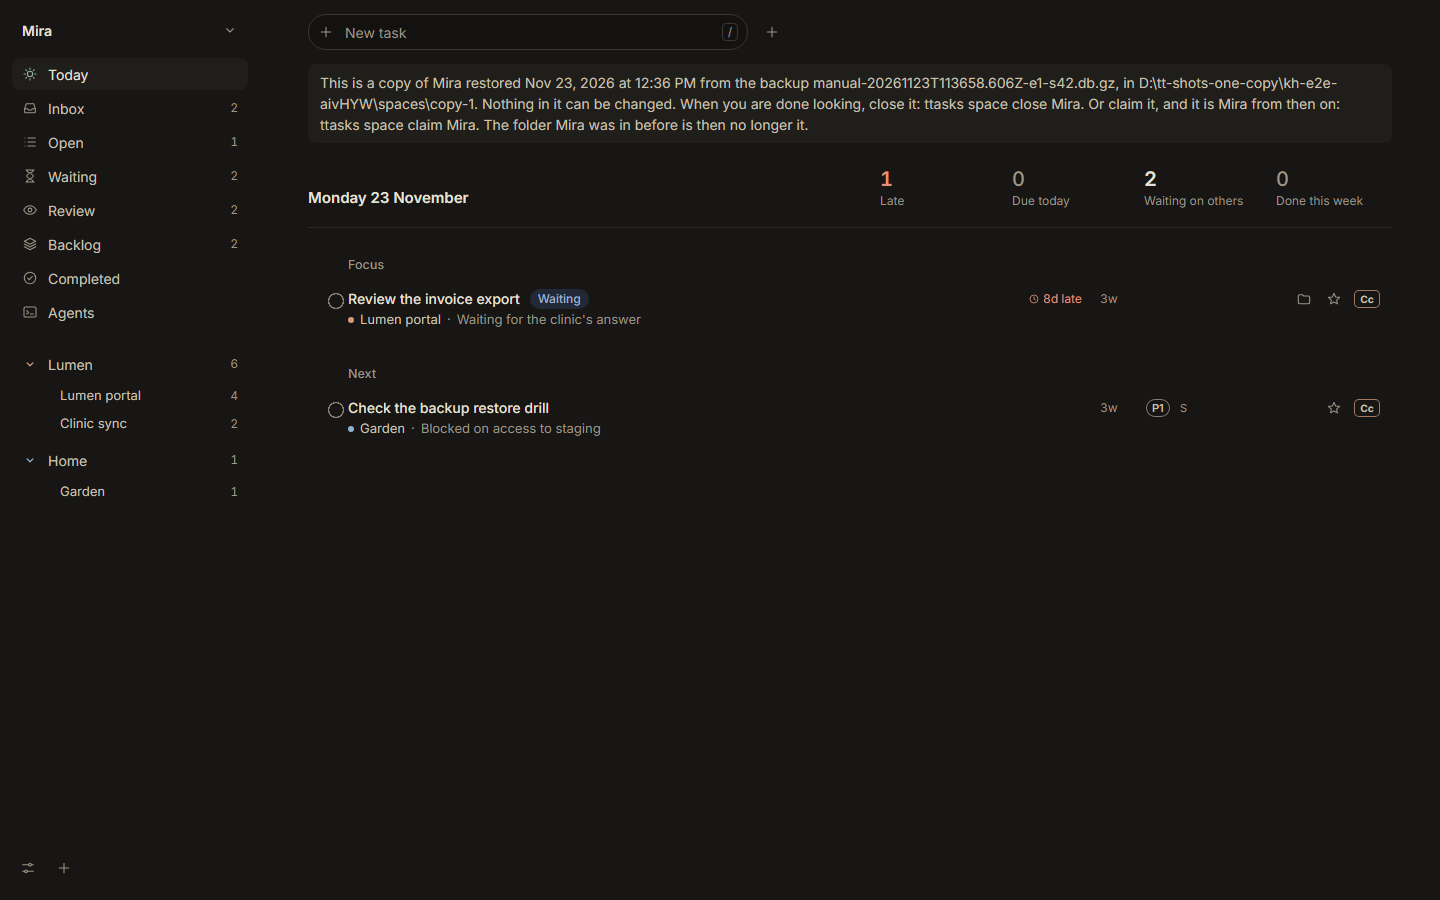 Mira
New task
/
Today
Inbox 2
Open 1
Waiting 2
Review 2
Backlog 2
Completed
Agents
Lumen 6
Lumen portal 4
Clinic sync 2
Home 1
Garden 1
This is a copy of Mira restored Nov 23, 2026 at 12:36 PM from the backup manual-20261123T113658.606Z-e1-s42.db.gz, in D:\tt-shots-one-copy\kh-e2e-
aivHYW\spaces\copy-1. Nothing in it can be changed. When you are done looking, close it: ttasks space close Mira. Or claim it, and it is Mira from then on:
ttasks space claim Mira. The folder Mira was in before is then no longer it.
Monday 23 November
1 Late
0 Due today
2 Waiting on others
0 Done this week
Focus
Review the invoice export Waiting 8d late 3w Cc
Lumen portal · Waiting for the clinic's answer
Next
Check the backup restore drill 3w P1 S Cc
Garden · Blocked on access to staging